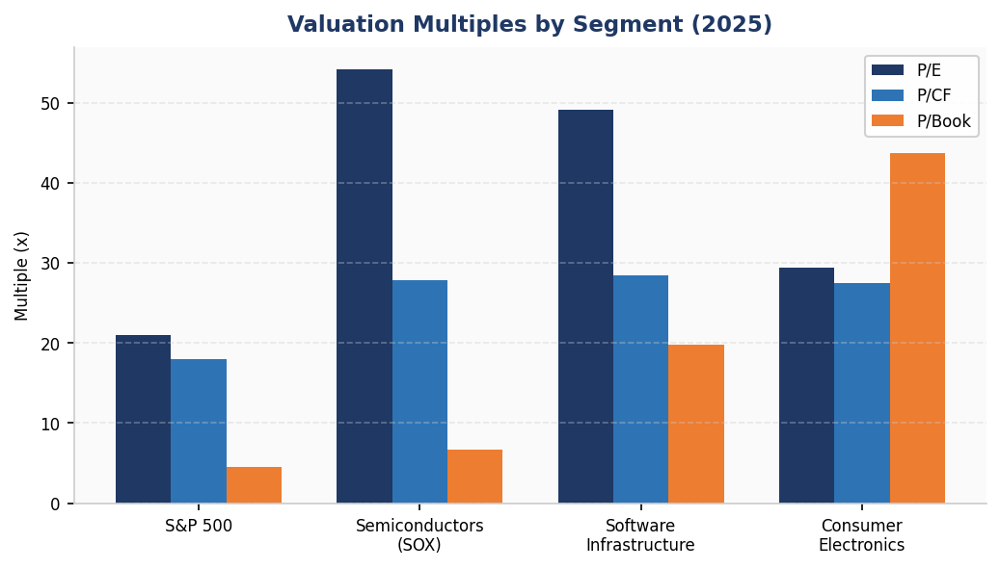 Valuation Multiples by Segment (2025)
P/E
P/CF
P/Book
Multiple (x)
50
40
30
20
10
0
S&P 500
Semiconductors
(SOX)
Software
Infrastructure
Consumer
Electronics